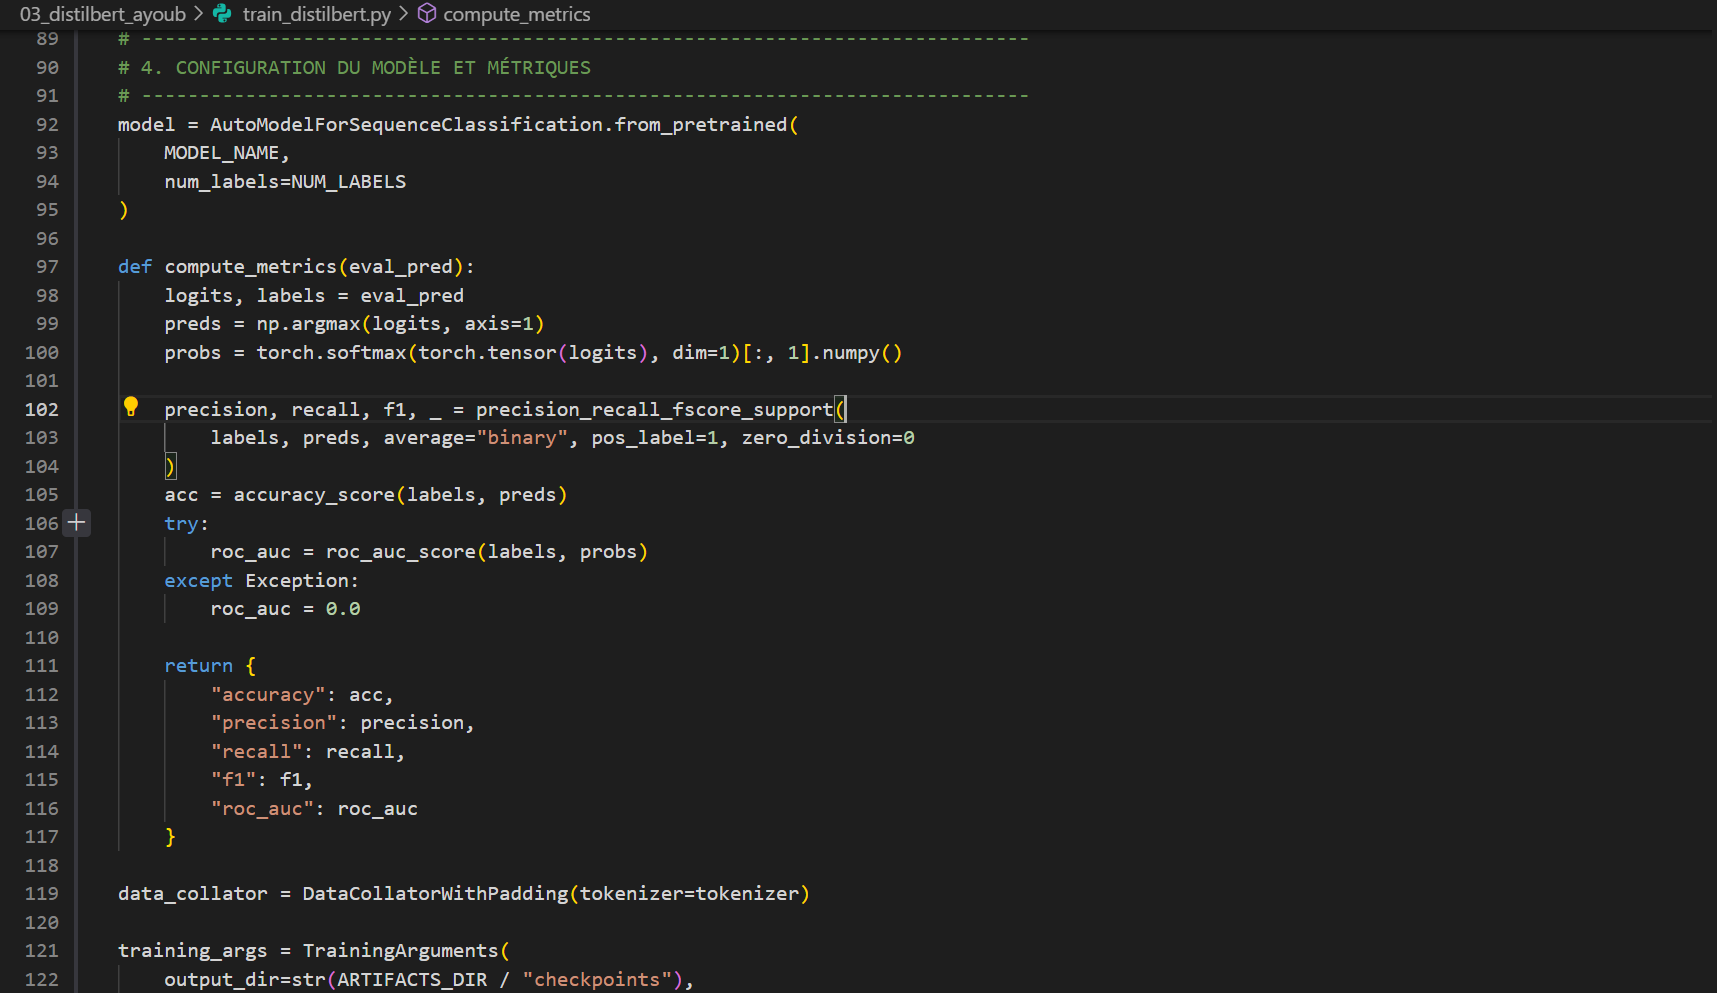 03_distilbert_ayoub > train_distilbert.py > compute_metrics
89 # -----------------------------------------------------------------------------
90 # 4. CONFIGURATION DU MODÈLE ET MÉTRIQUES
91 # -----------------------------------------------------------------------------
92 model = AutoModelForSequenceClassification.from_pretrained(
93     MODEL_NAME,
94     num_labels=NUM_LABELS
95 )
96
97 def compute_metrics(eval_pred):
98     logits, labels = eval_pred
99     preds = np.argmax(logits, axis=1)
100     probs = torch.softmax(torch.tensor(logits), dim=1)[:, 1].numpy()
101
102     precision, recall, f1, _ = precision_recall_fscore_support(
103         labels, preds, average="binary", pos_label=1, zero_division=0
104     )
105     acc = accuracy_score(labels, preds)
106     try:
107         roc_auc = roc_auc_score(labels, probs)
108     except Exception:
109         roc_auc = 0.0
110
111     return {
112         "accuracy": acc,
113         "precision": precision,
114         "recall": recall,
115         "f1": f1,
116         "roc_auc": roc_auc
117     }
118
119 data_collator = DataCollatorWithPadding(tokenizer=tokenizer)
120
121 training_args = TrainingArguments(
122     output_dir=str(ARTIFACTS_DIR / "checkpoints"),